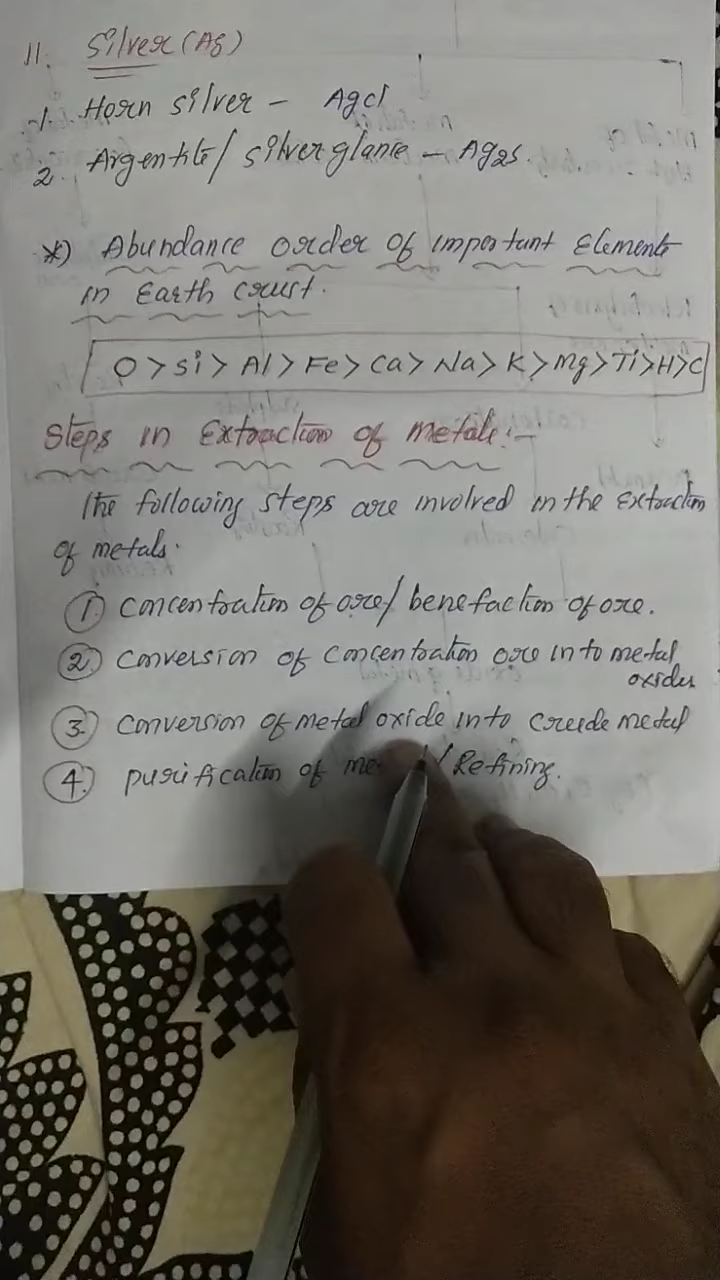 11. Silver (Ag)
1. Horn silver - Agcl
2. Argentite/ silver glance - Ag2s.
*) Abundance order of important Elements
in Earth crust.
O > Si > Al > Fe > Ca > Na > K > Mg > Ti > H > C
Steps in Extraction of metals:-
The following steps are involved in the Extraction
of metals.
1. concentration of ore/ benefaction of ore.
2. conversion of concentration ore into metal
oxides
3. conversion of metal oxide into crude metal
4. purification of / Refining.